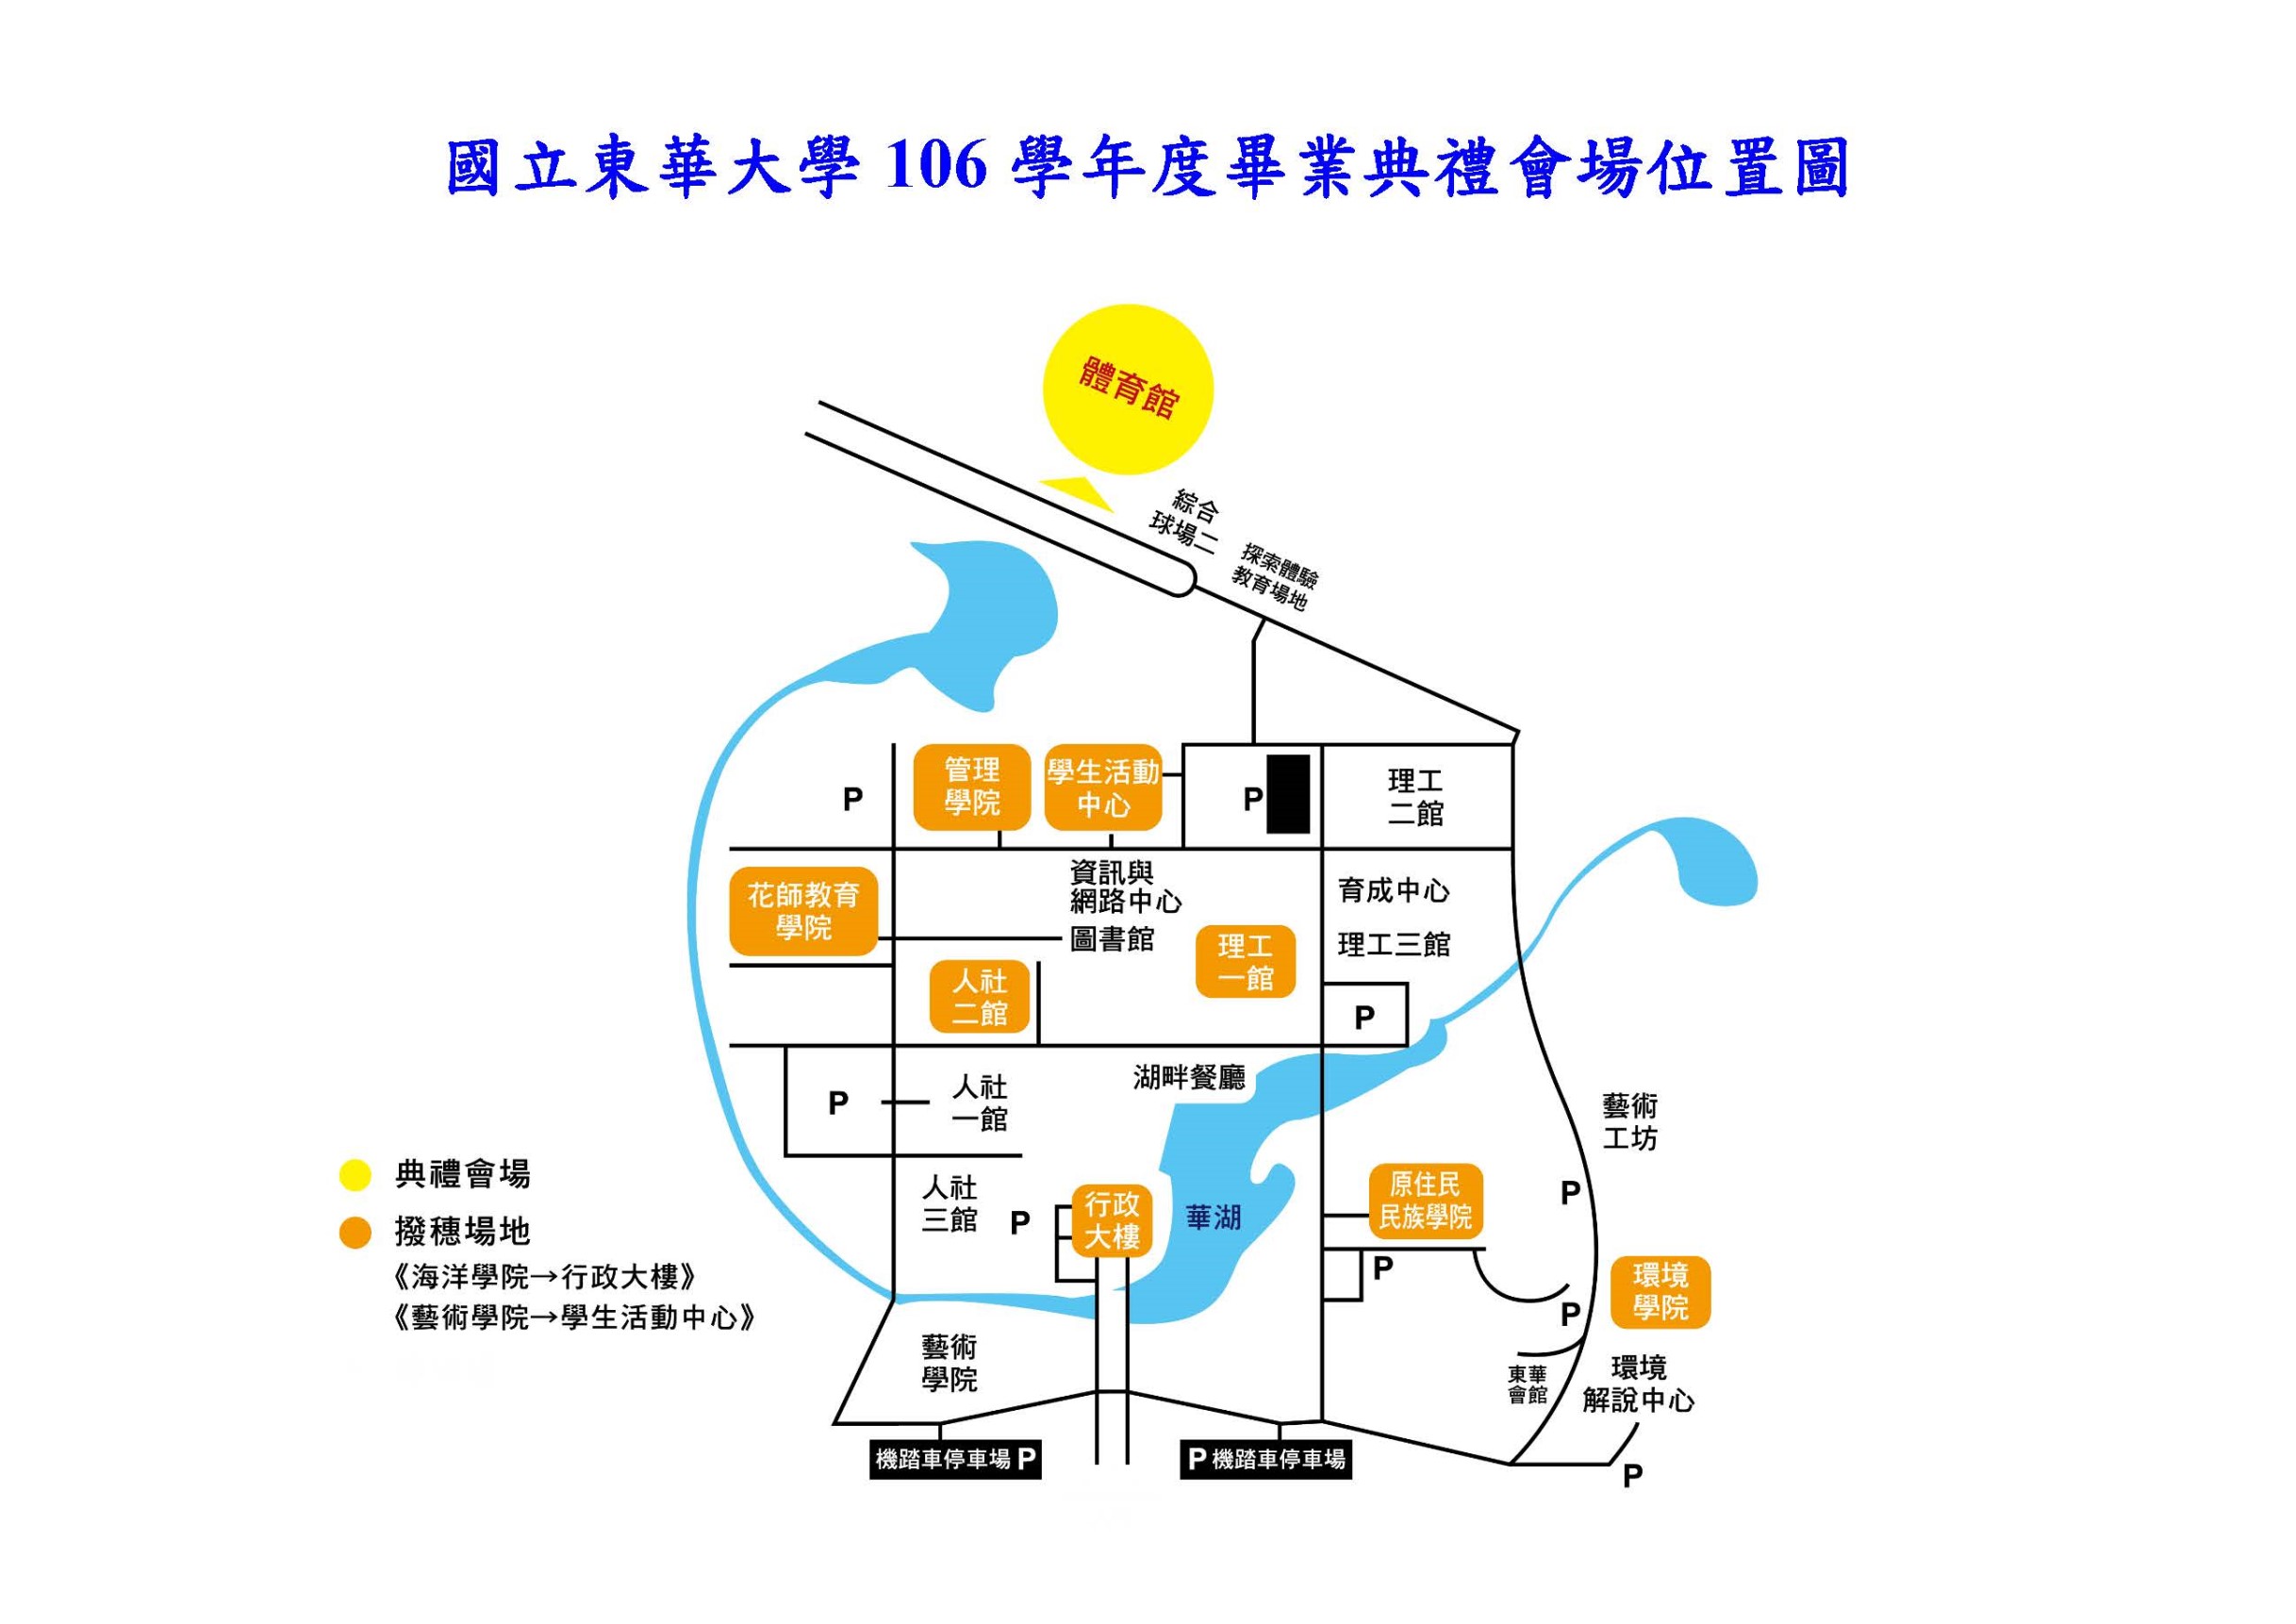 國立東華大學 106 學年度畢業典禮會場位置圖
體育館
綜合
球場二
探索體驗
教育場地
管理
學院
學生活動
中心
P
P
理工
二館
花師教育
學院
資訊與
網路中心
圖書館
育成中心
理工三館
理工
一館
人社
二館
P
湖畔餐廳
P
人社
一館
藝術
工坊
人社
三館
P
行政
大樓
華湖
原住民
民族學院
P
P
P
環境
學院
典禮會場
撥穗場地
《海洋學院→行政大樓》
《藝術學院→學生活動中心》
藝術
學院
東華
會館
環境
解說中心
機踏車停車場 P
P 機踏車停車場
P